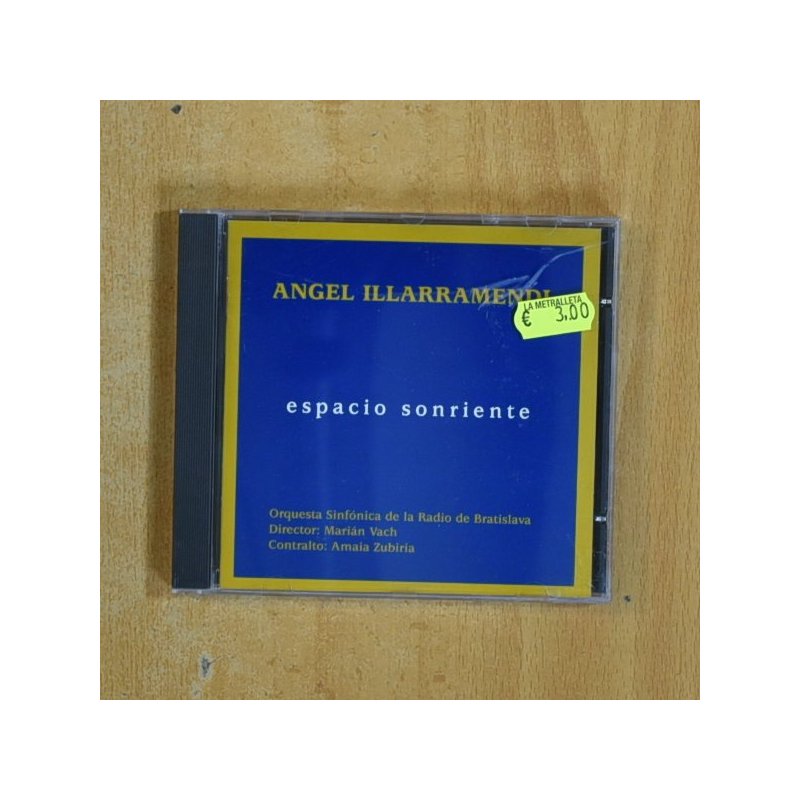 ANGEL ILLARRAMENDI
LA METRALLETA
€ 3,00
espacio sonriente
Orquesta Sinfónica de la Radio de Bratislava
Director: Marián Vach
Contralto: Amaia Zubiria